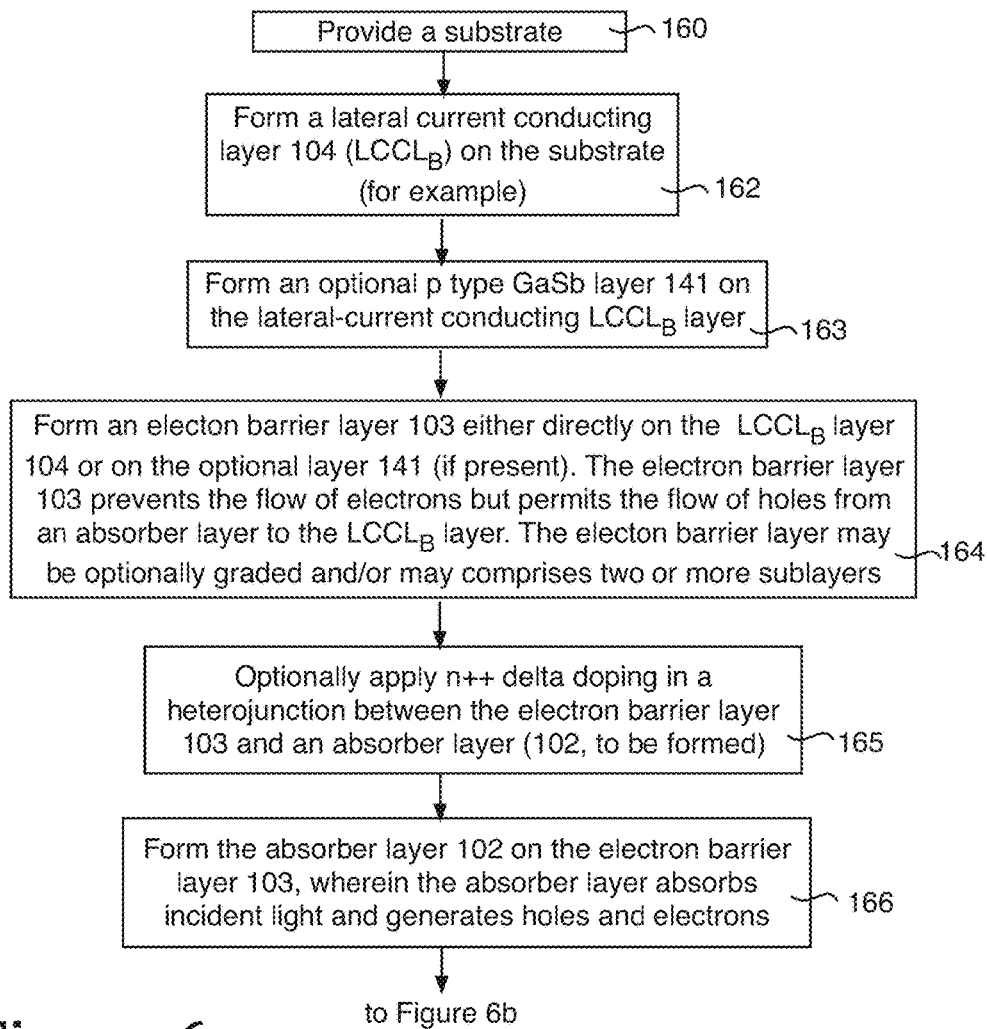 Provide a substrate
160
Form a lateral current conducting
layer 104 (LCCL_B) on the substrate
(for example)
162
Form an optional p type GaSb layer 141 on
the lateral-current conducting LCCL_B layer
163
Form an electon barrier layer 103 either directly on the LCCL_B layer
104 or on the optional layer 141 (if present). The electron barrier layer
103 prevents the flow of electrons but permits the flow of holes from
an absorber layer to the LCCL_B layer. The electon barrier layer may
be optionally graded and/or may comprises two or more sublayers
164
Optionally apply n++ delta doping in a
heterojunction between the electron barrier layer
103 and an absorber layer (102, to be formed)
165
Form the absorber layer 102 on the electron barrier
layer 103, wherein the absorber layer absorbs
incident light and generates holes and electrons
166
to Figure 6b